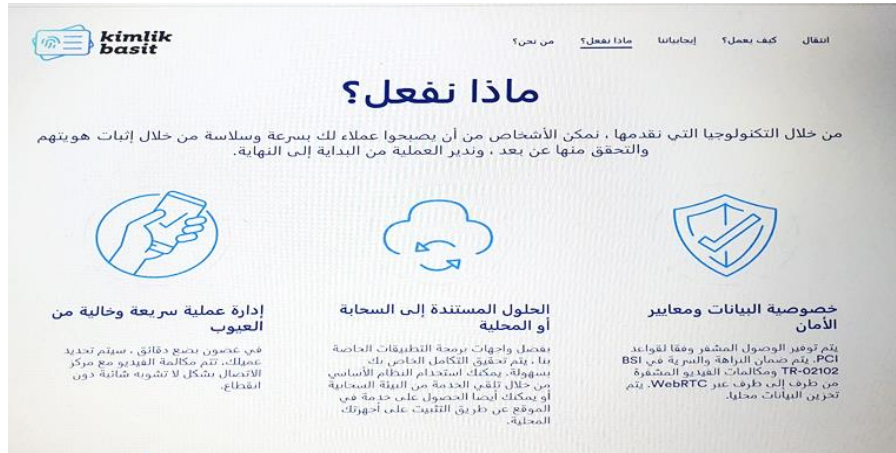 kimlik
basit
انتقال
كيف يعمل؟
إيجابياتنا
ماذا نفعل؟
من نحن؟
ماذا نفعل؟
من خلال التكنولوجيا التي نقدمها ، نمكن الأشخاص من أن يصبحوا عملاء لك بسرعة وسلاسة من خلال إثبات هويتهم
والتحقق منها عن بعد ، وندير العملية من البداية إلى النهاية.
خصوصية البيانات ومعايير
الأمان
يتم توفير الوصول المشفر وفقا لقواعد
PCI. يتم ضمان النزاهة والسرية في BSI
TR-02102 ومكالمات الفيديو المشفرة
من طرف إلى طرف عبر WebRTC. يتم
تخزين البيانات محليا.
الحلول المستندة إلى السحابة
أو المحلية
بفضل واجهات برمجة التطبيقات الخاصة
بنا ، يتم تحقيق التكامل الخاص بك
بسهولة. يمكنك استخدام النظام الأساسي
من خلال تلقي الخدمة من البيئة السحابية
أو يمكنك أيضا الحصول على خدمة في
الموقع عن طريق التثبيت على أجهزتك
المحلية.
إدارة عملية سريعة وخالية من
العيوب
في غضون بضع دقائق ، سيتم تحديد
عميلك. تتم مكالمة الفيديو مع مركز
الاتصال بشكل لا تشوبه شائبة دون
انقطاع.